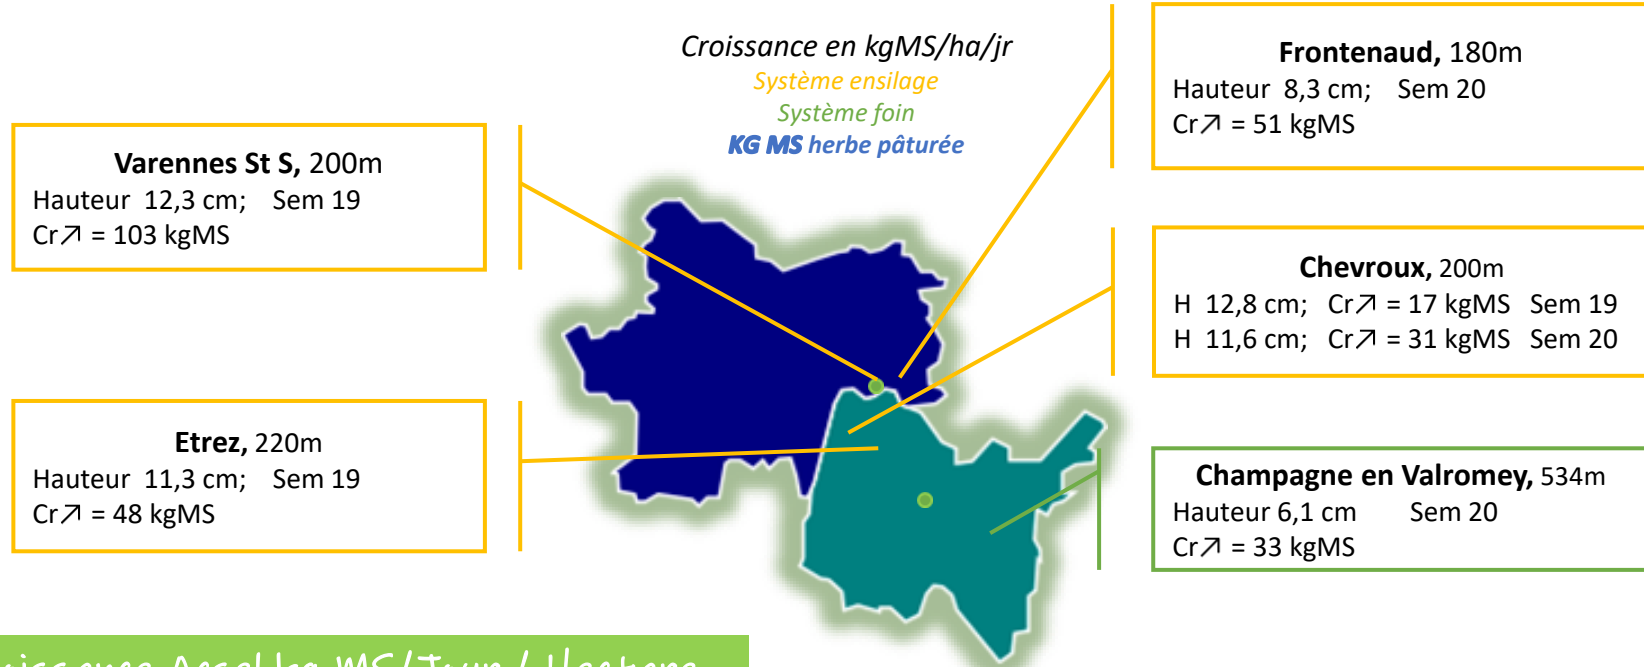 Croissance en kgMS/ha/jr
Système ensilage
Système foin
KG MS herbe pâturée
Varennes St S, 200m
Hauteur 12,3 cm; Sem 19
Cr↗ = 103 kgMS
Etrez, 220m
Hauteur 11,3 cm; Sem 19
Cr↗ = 48 kgMS
Frontenaud, 180m
Hauteur 8,3 cm; Sem 20
Cr↗ = 51 kgMS
Chevroux, 200m
H 12,8 cm; Cr↗ = 17 kgMS Sem 19
H 11,6 cm; Cr↗ = 31 kgMS Sem 20
Champagne en Valromey, 534m
Hauteur 6,1 cm Sem 20
Cr↗ = 33 kgMS
MS/Jour / Hectare